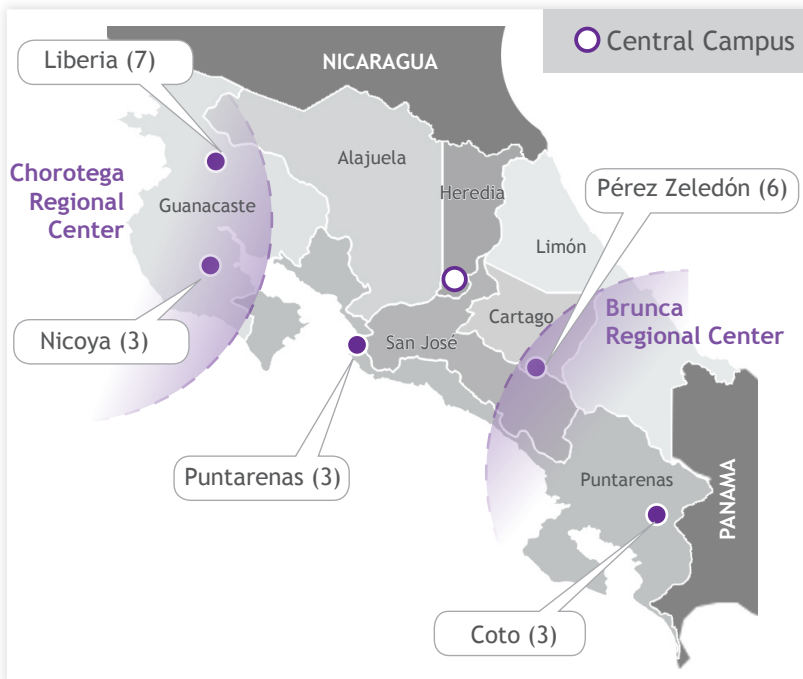 Central Campus
Liberia (7)
NICARAGUA
Alajuela
Chorotega
Regional
Center
Guanacaste
Heredia
Pérez Zeledón (6)
Limón
Nicoya (3)
San José
Cartago
Brunca
Regional Center
Puntarenas (3)
Puntarenas
PANAMA
Coto (3)